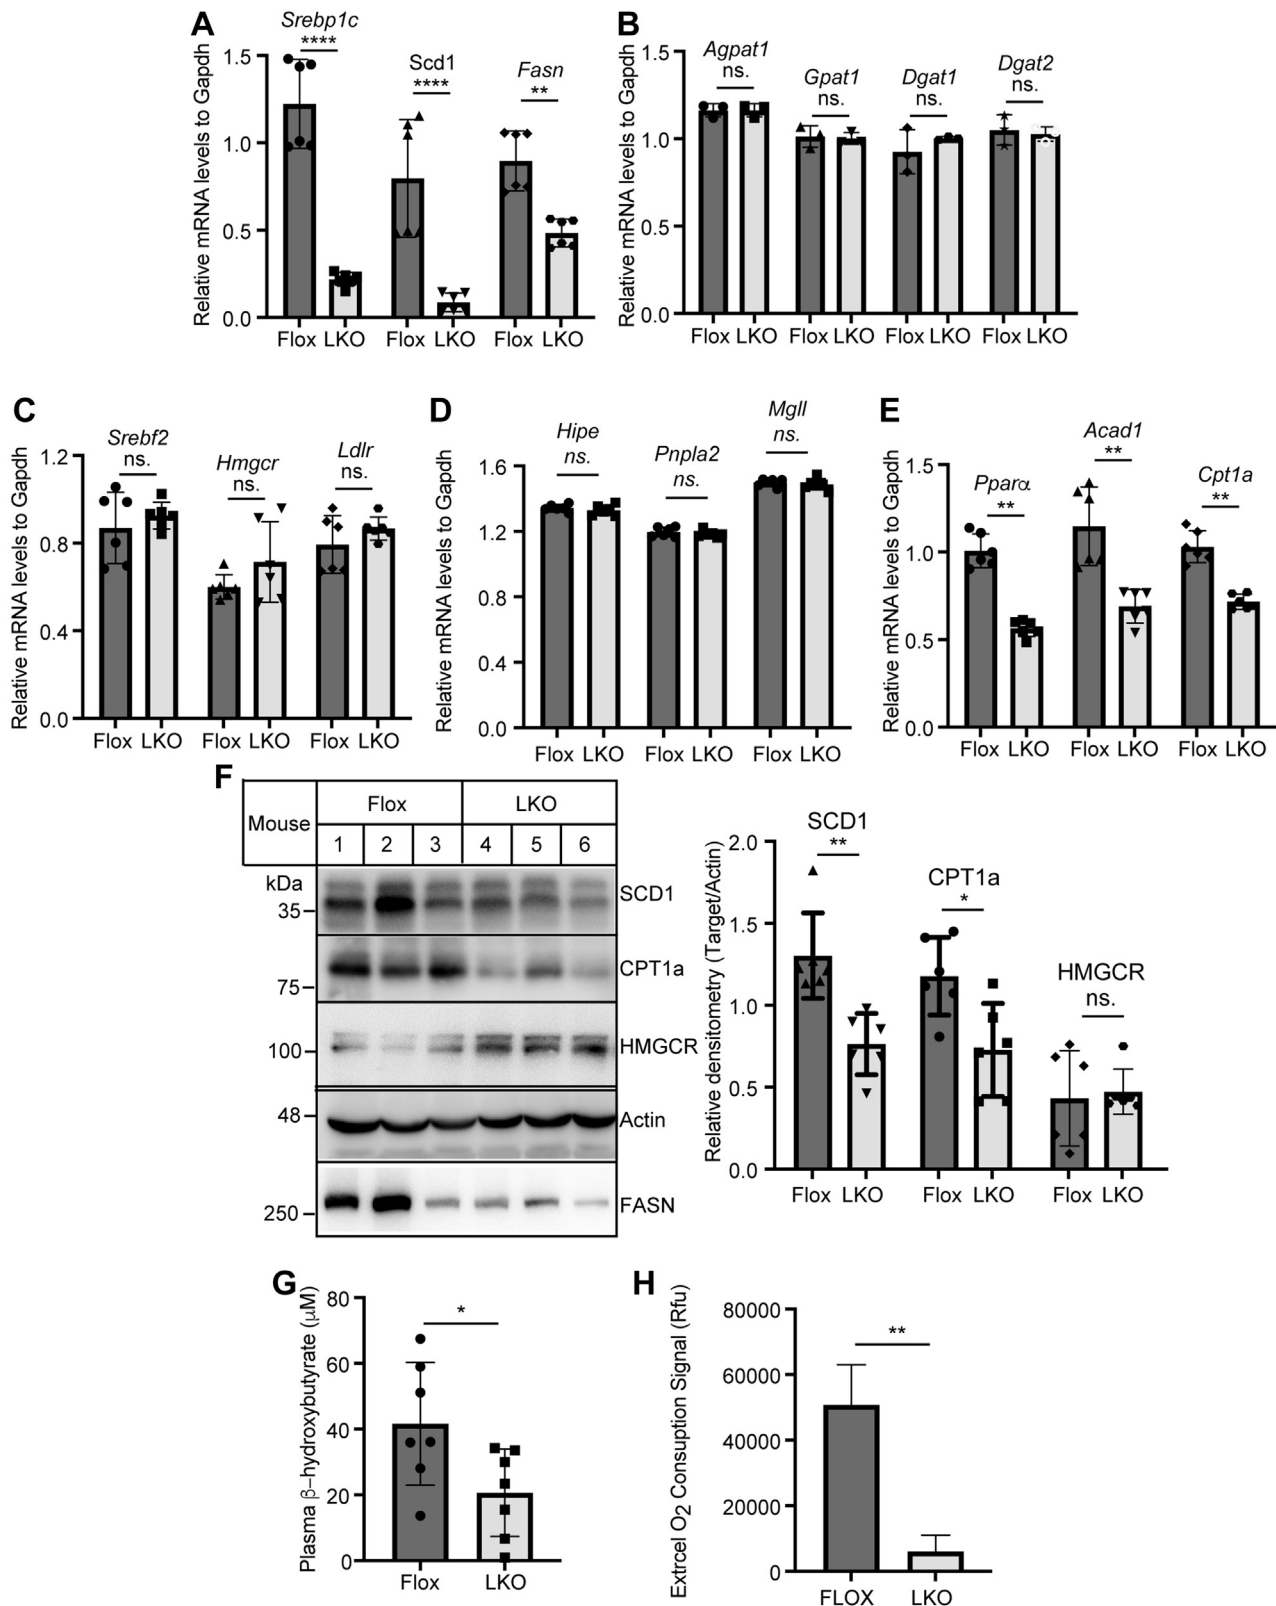 A
Srebp1c
****
Scd1
****
Fasn
**
Relative mRNA levels to Gapdh
1.5
1.0
0.5
0.0
Flox LKO Flox LKO Flox LKO
B
Agpat1
ns.
Gpat1
ns.
Dgat1
ns.
Dgat2
ns.
Relative mRNA levels to Gapdh
1.5
1.0
0.5
0.0
Flox LKO Flox LKO Flox LKO Flox LKO
C
Srebf2
ns.
Hmgcr
ns.
Ldlr
ns.
Relative mRNA levels to Gapdh
1.2
0.8
0.4
0.0
Flox LKO Flox LKO Flox LKO
D
Hipe
ns.
Pnpla2
ns.
Mgll
ns.
Relative mRNA levels to Gapdh
1.6
1.2
0.8
0.4
0.0
Flox LKO Flox LKO Flox LKO
E
Pparα
**
Acad1
**
Cpt1a
**
Relative mRNA levels to Gapdh
1.5
1.0
0.5
0.0
Flox LKO Flox LKO Flox LKO
F
Mouse Flox LKO
1 2 3 4 5 6
kDa
35 SCD1
75 CPT1a
100 HMGCR
48 Actin
250 FASN
SCD1
**
CPT1a
*
HMGCR
ns.
Relative densitometry (Target/Actin)
2.0
1.5
1.0
0.5
0.0
Flox LKO Flox LKO Flox LKO
G
*
Plasma β-hydroxybutyrate (μM)
80
60
40
20
0
Flox LKO
H
**
Extrcel O2 Consuption Signal (Rfu)
80000
60000
40000
20000
0
FLOX LKO